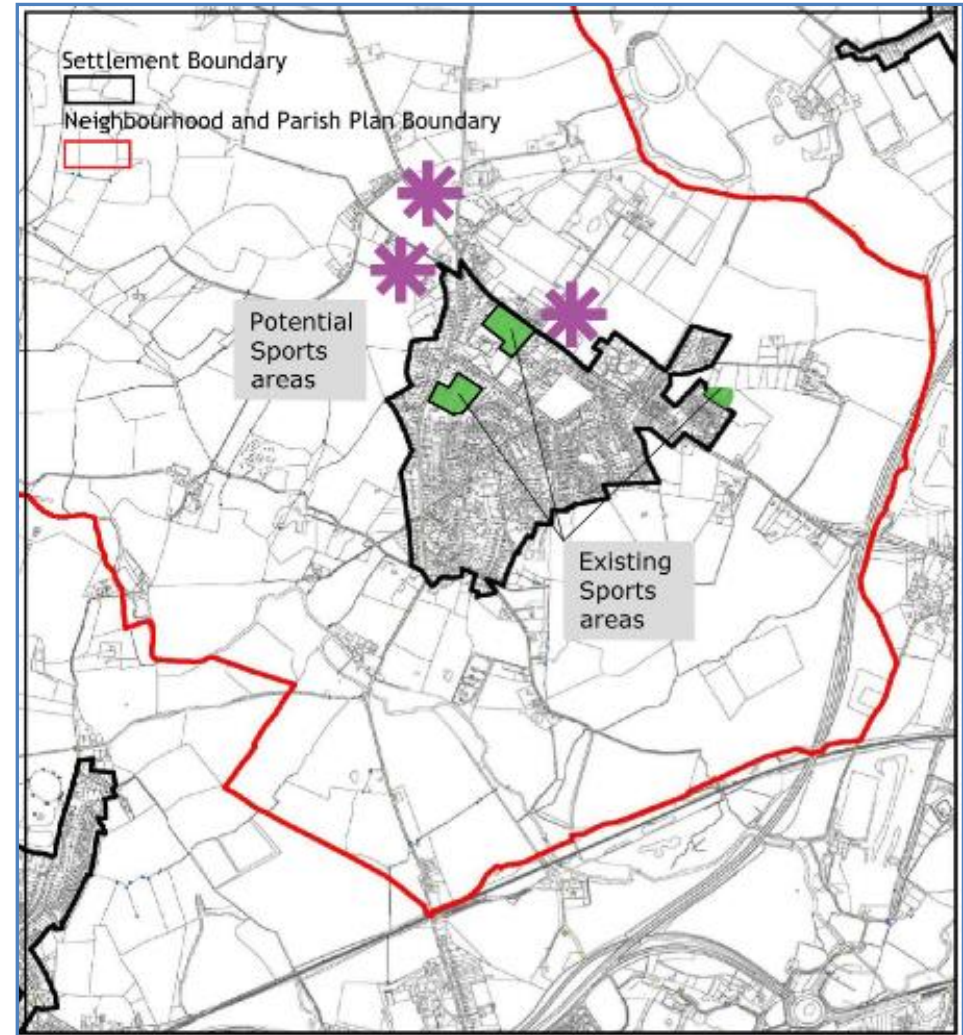 Settlement Boundary
Neighbourhood and Parish Plan Boundary
Potential
Sports
areas
Existing
Sports
areas